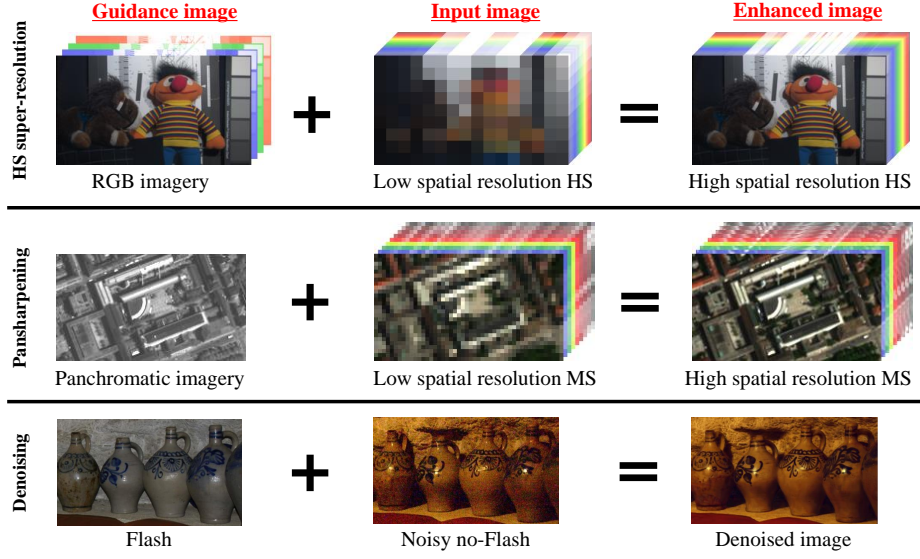 Guidance image
Input image
Enhanced image
HS super-resolution
RGB imagery
Low spatial resolution HS
High spatial resolution HS
Pansharpening
Panchromatic imagery
Low spatial resolution MS
High spatial resolution MS
Denoising
Flash
Noisy no-Flash
Denoised image